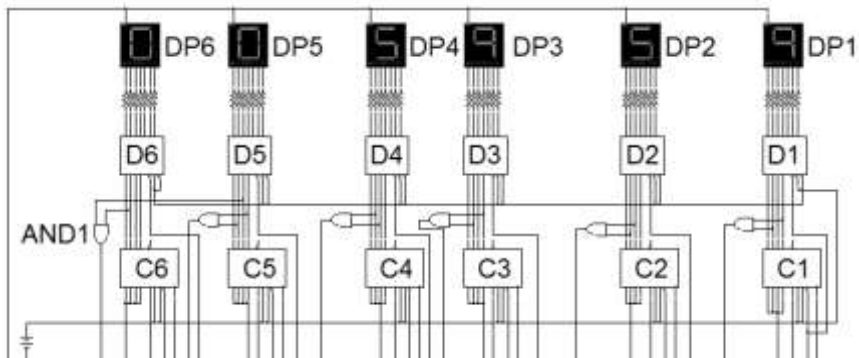 0 DP6 0 DP5 5 DP4 9 DP3 5 DP2 9 DP1
D6 D5 D4 D3 D2 D1
AND1
C6 C5 C4 C3 C2 C1